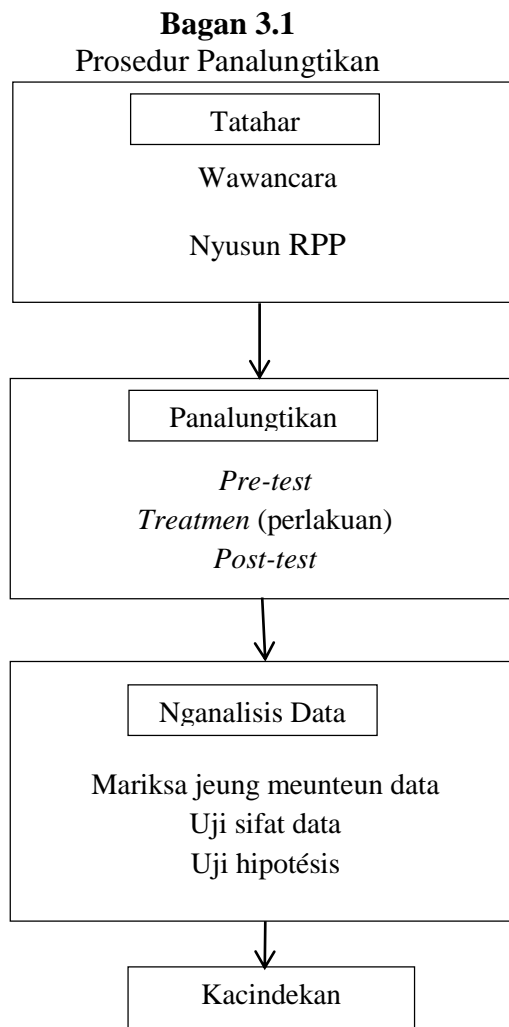 Bagan 3.1
Prosedur Panalungtikan
Tatahar
Wawancara
Nyusun RPP
Panalungtikan
Pre-test
Treatmen (perlakuan)
Post-test
Nganalisis Data
Mariksa jeung meunteun data
Uji sifat data
Uji hipotésis
Kacindekan